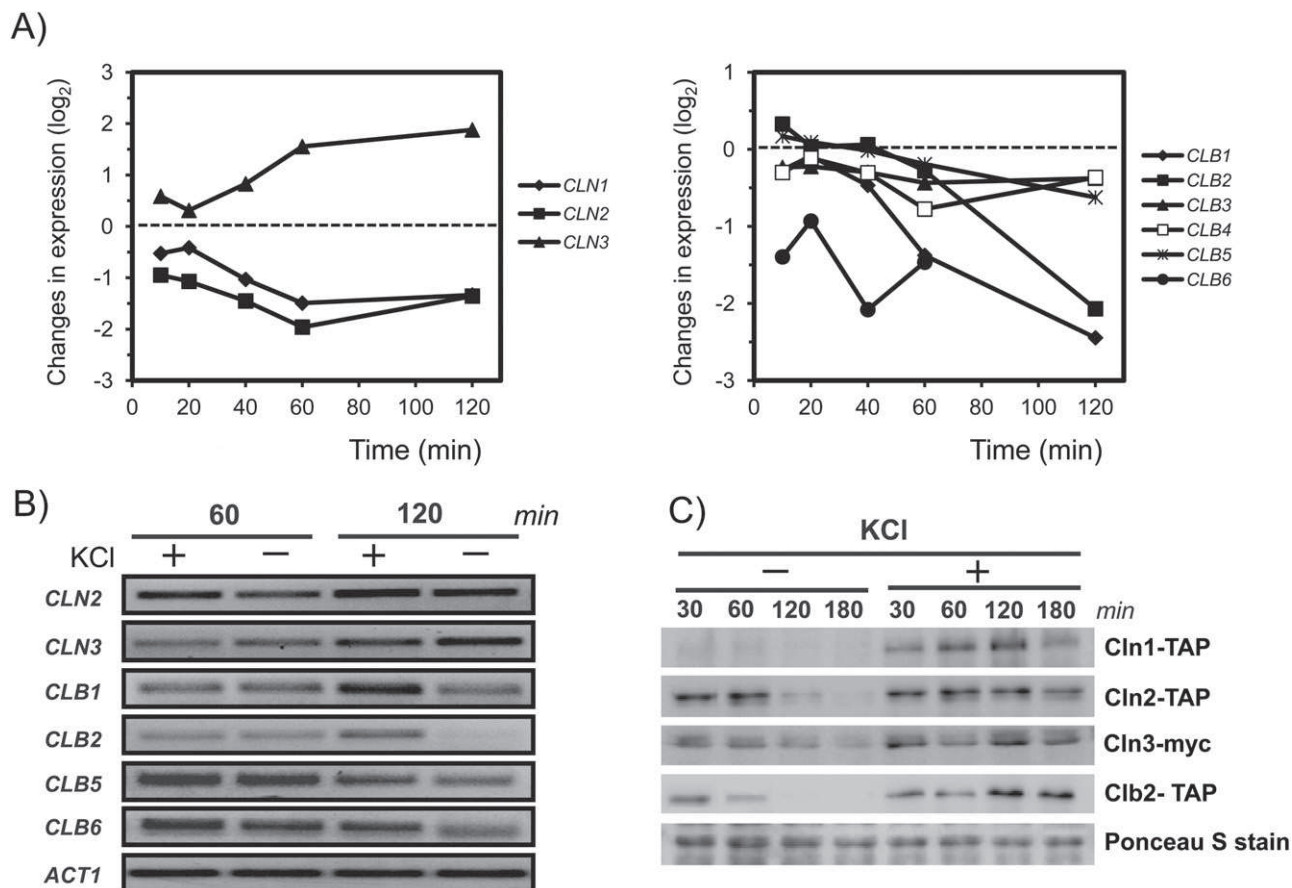 A)
Changes in expression (log2)
3
2
1
0
-1
-2
-3
0 20 40 60 80 100 120
Time (min)
CLN1
CLN2
CLN3
Changes in expression (log2)
1
0
-1
-2
-3
0 20 40 60 80 100 120
Time (min)
CLB1
CLB2
CLB3
CLB4
CLB5
CLB6
B)
60 120 min
KCl + − + −
CLN2
CLN3
CLB1
CLB2
CLB5
CLB6
ACT1
C)
KCl
− +
30 60 120 180 30 60 120 180 min
Cln1-TAP
Cln2-TAP
Cln3-myc
Clb2- TAP
Ponceau S stain